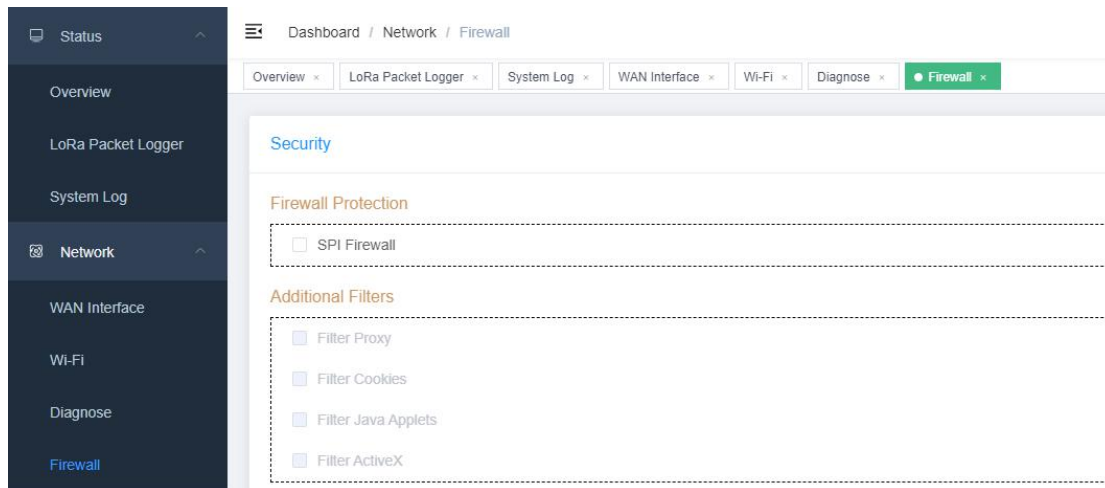 Status
Overview
LoRa Packet Logger
System Log
Network
WAN Interface
Wi-Fi
Diagnose
Firewall
Dashboard / Network / Firewall
Overview × LoRa Packet Logger × System Log × WAN Interface × Wi-Fi × Diagnose × Firewall ×
Security
Firewall Protection
SPI Firewall
Additional Filters
Filter Proxy
Filter Cookies
Filter Java Applets
Filter ActiveX